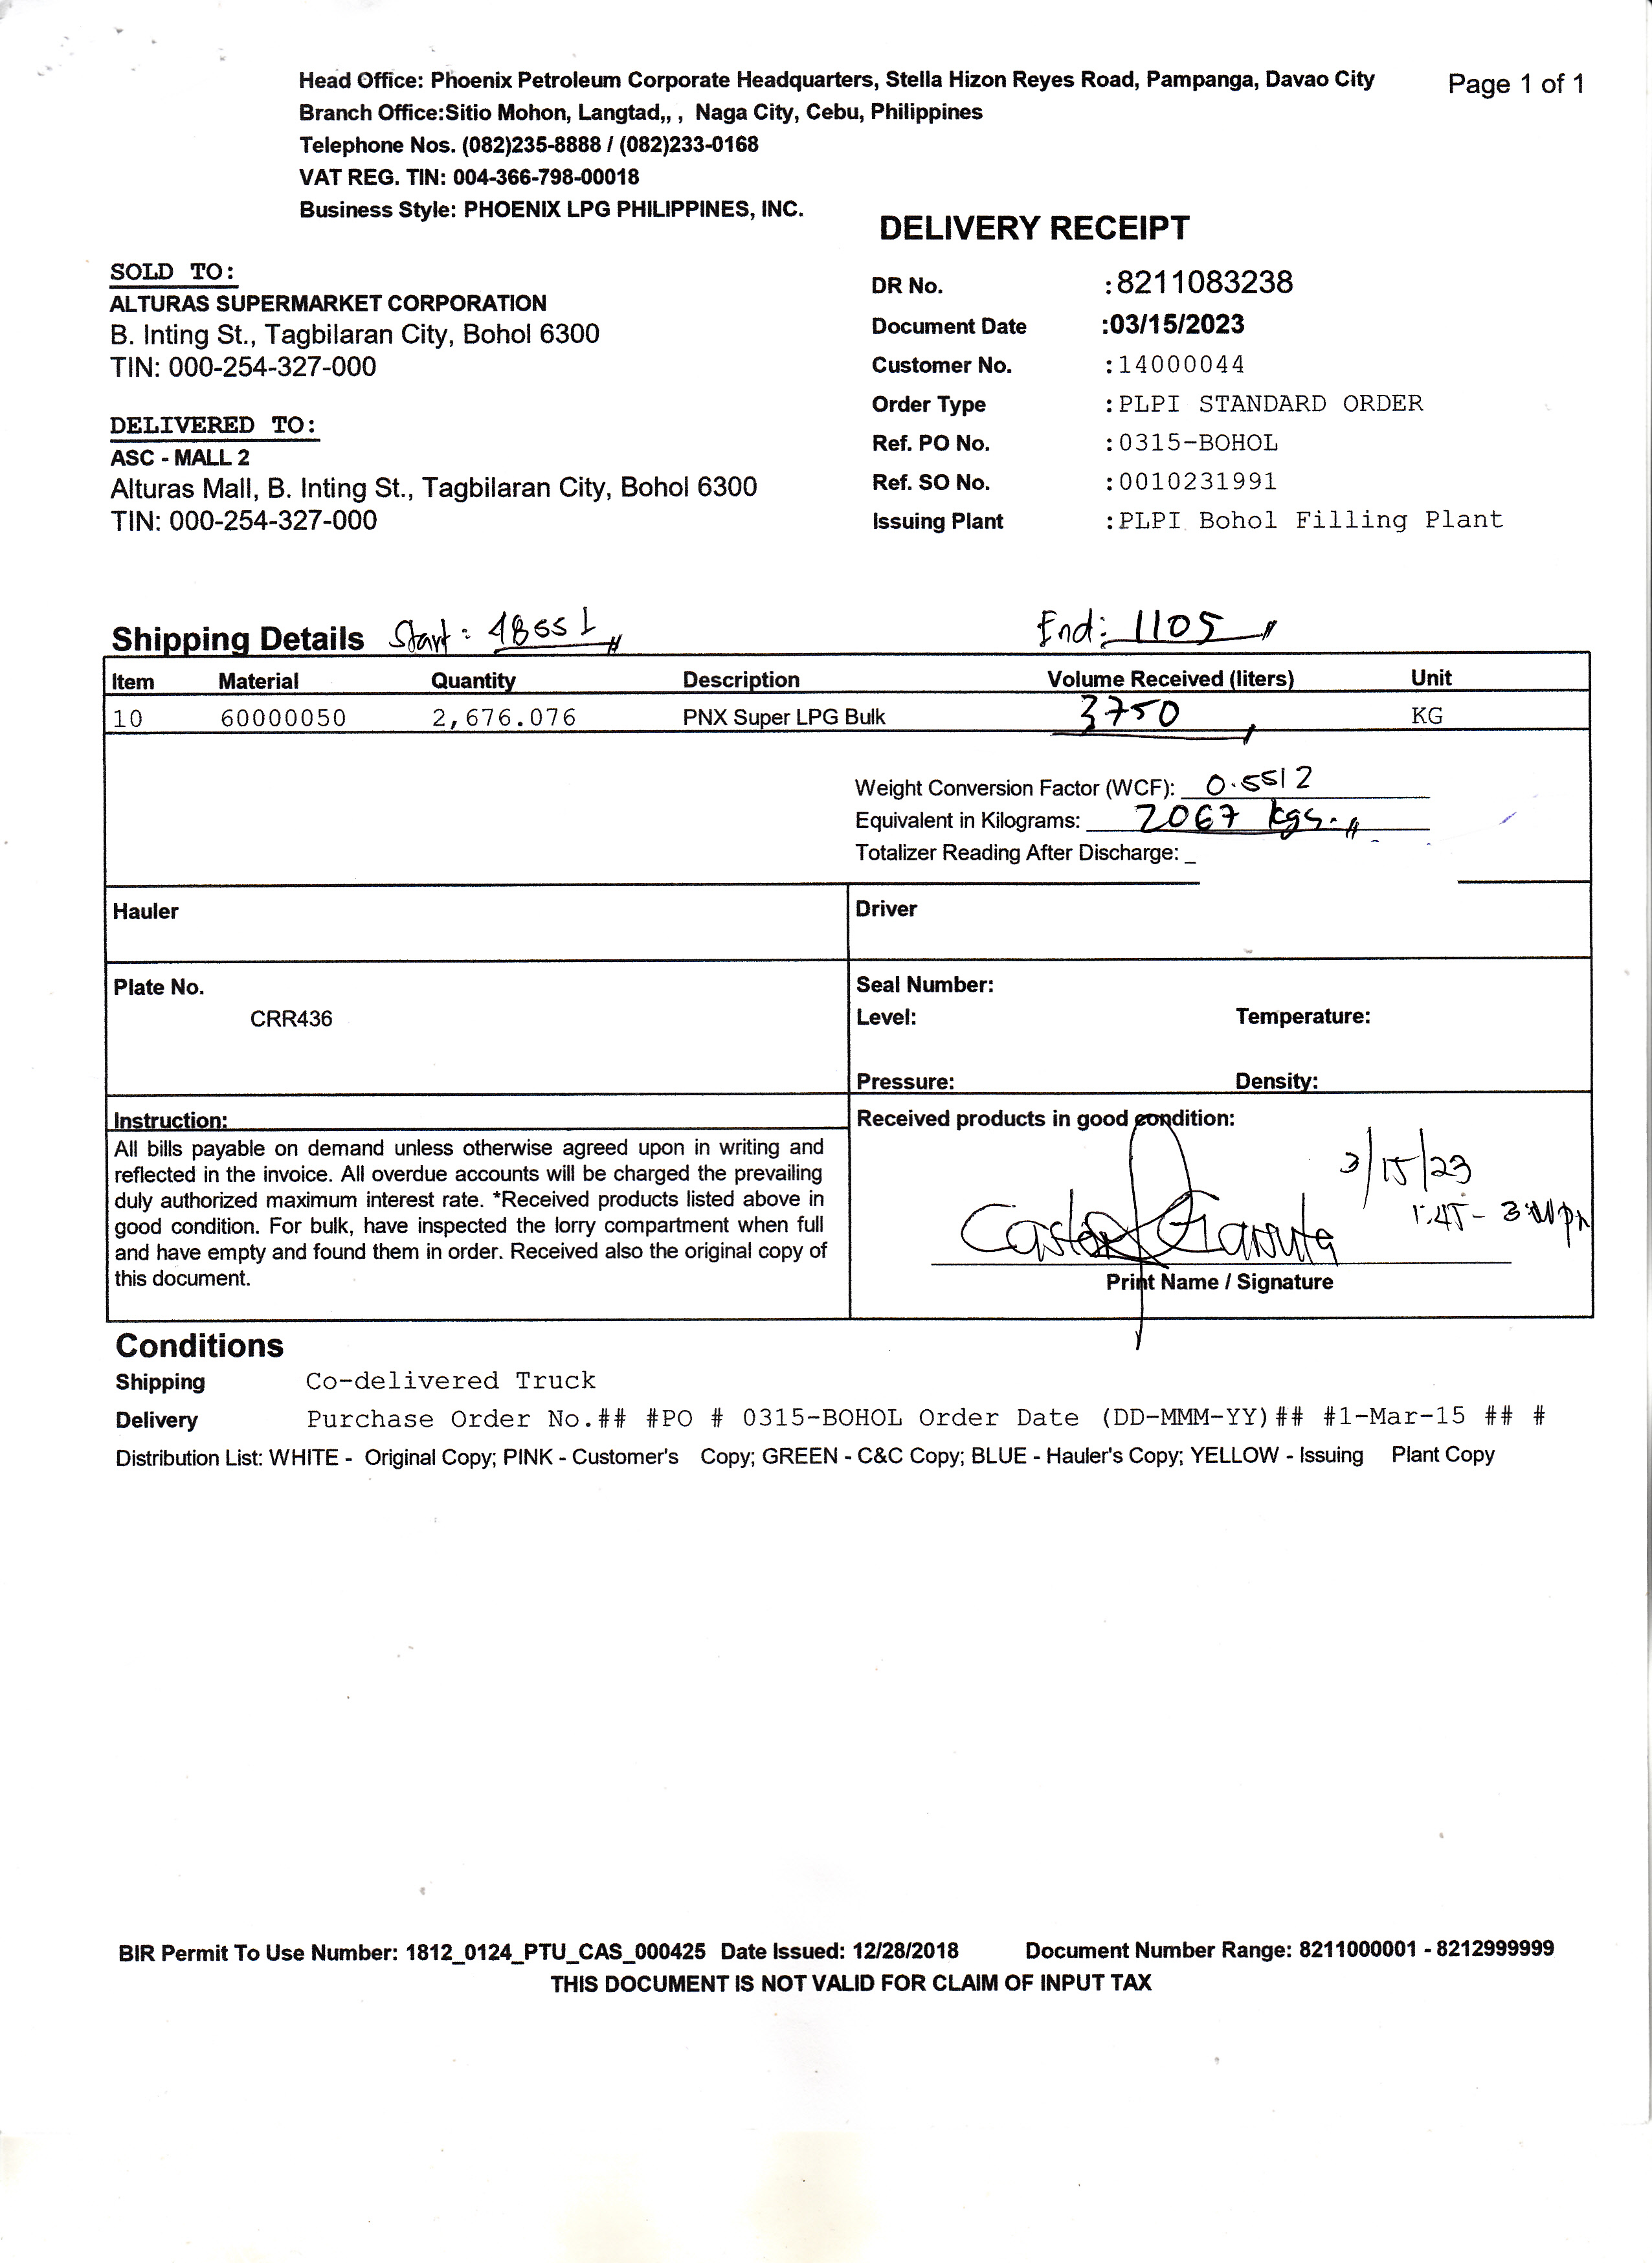 Head Office: Phoenix Petroleum Corporate Headquarters, Stella Hizon Reyes Road, Pampanga, Davao City
Page 1 of 1
Branch Office:Sitio Mohon, Langtad,, , Naga City, Cebu, Philippines
Telephone Nos. (082)235-8888 / (082)233-0168
VAT REG. TIN: 004-366-798-00018
Business Style: PHOENIX LPG PHILIPPINES, INC.
DELIVERY RECEIPT
SOLD TO:
ALTURAS SUPERMARKET CORPORATION
B. Inting St., Tagbilaran City, Bohol 6300
TIN: 000-254-327-000
DELIVERED TO:
ASC - MALL 2
Alturas Mall, B. Inting St., Tagbilaran City, Bohol 6300
TIN: 000-254-327-000
DR No. :8211083238
Document Date :03/15/2023
Customer No. :14000044
Order Type :PLPI STANDARD ORDER
Ref. PO No. :0315-BOHOL
Ref. SO No. :0010231991
Issuing Plant :PLPI Bohol Filling Plant
Shipping Details Start: End: 1105
Item Material Quantity Description Volume Received (liters) Unit
10 60000050 2,676.076 PNX Super LPG Bulk 3750 KG
Weight Conversion Factor (WCF): 0.5512
Equivalent in Kilograms: 2067 kgs.
Totalizer Reading After Discharge: _
Hauler
Driver
Plate No.
CRR436
Seal Number:
Level: Temperature:
Pressure: Density:
Instruction:
All bills payable on demand unless otherwise agreed upon in writing and
reflected in the invoice. All overdue accounts will be charged the prevailing
duly authorized maximum interest rate. *Received products listed above in
good condition. For bulk, have inspected the lorry compartment when full
and have empty and found them in order. Received also the original copy of
this document.
Received products in good condition:
3/15/23
1:45 - 3:00pm
Print Name / Signature
Conditions
Shipping Co-delivered Truck
Delivery Purchase Order No.## #PO # 0315-BOHOL Order Date (DD-MMM-YY)## #1-Mar-15 ## #
Distribution List: WHITE - Original Copy; PINK - Customer's Copy; GREEN - C&C Copy; BLUE - Hauler's Copy; YELLOW - Issuing Plant Copy
BIR Permit To Use Number: 1812_0124_PTU_CAS_000425 Date Issued: 12/28/2018 Document Number Range: 8211000001 - 8212999999
THIS DOCUMENT IS NOT VALID FOR CLAIM OF INPUT TAX